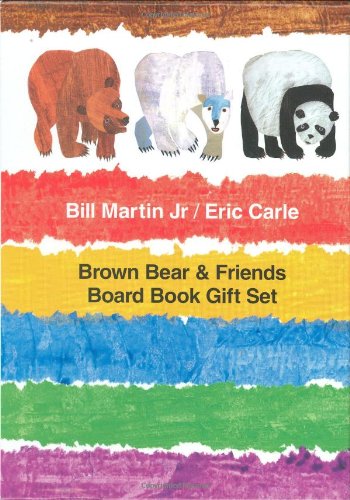 Bill Martin Jr / Eric Carle
Brown Bear & Friends
Board Book Gift Set